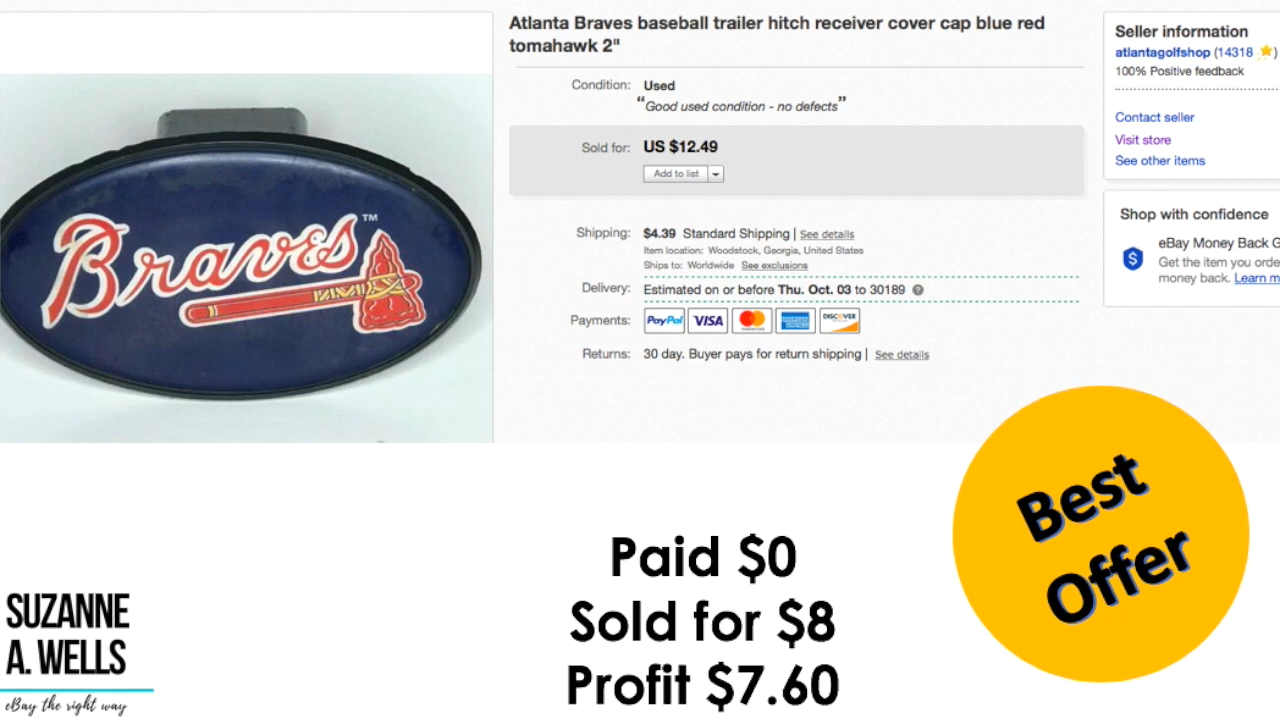 Atlanta Braves baseball trailer hitch receiver cover cap blue red
tomahawk 2"
Condition: Used
“Good used condition - no defects”
Sold for: US $12.49
Add to list
Shipping: $4.39 Standard Shipping | See details
Item location: Woodstock, Georgia, United States
Ships to: Worldwide See exclusions
Delivery: Estimated on or before Thu. Oct. 03 to 30189 ?
Payments: PayPal VISA mastercard AMERICAN EXPRESS DISCOVER
Returns: 30 day. Buyer pays for return shipping | See details
Seller information
atlantagolfshop (14318 )
100% Positive feedback
Contact seller
Visit store
See other items
Shop with confidence
eBay Money Back G
Get the item you orde
money back. Learn m
Braves TM
Best
Offer
Paid $0
Sold for $8
Profit $7.60
SUZANNE
A. WELLS
eBay the right way